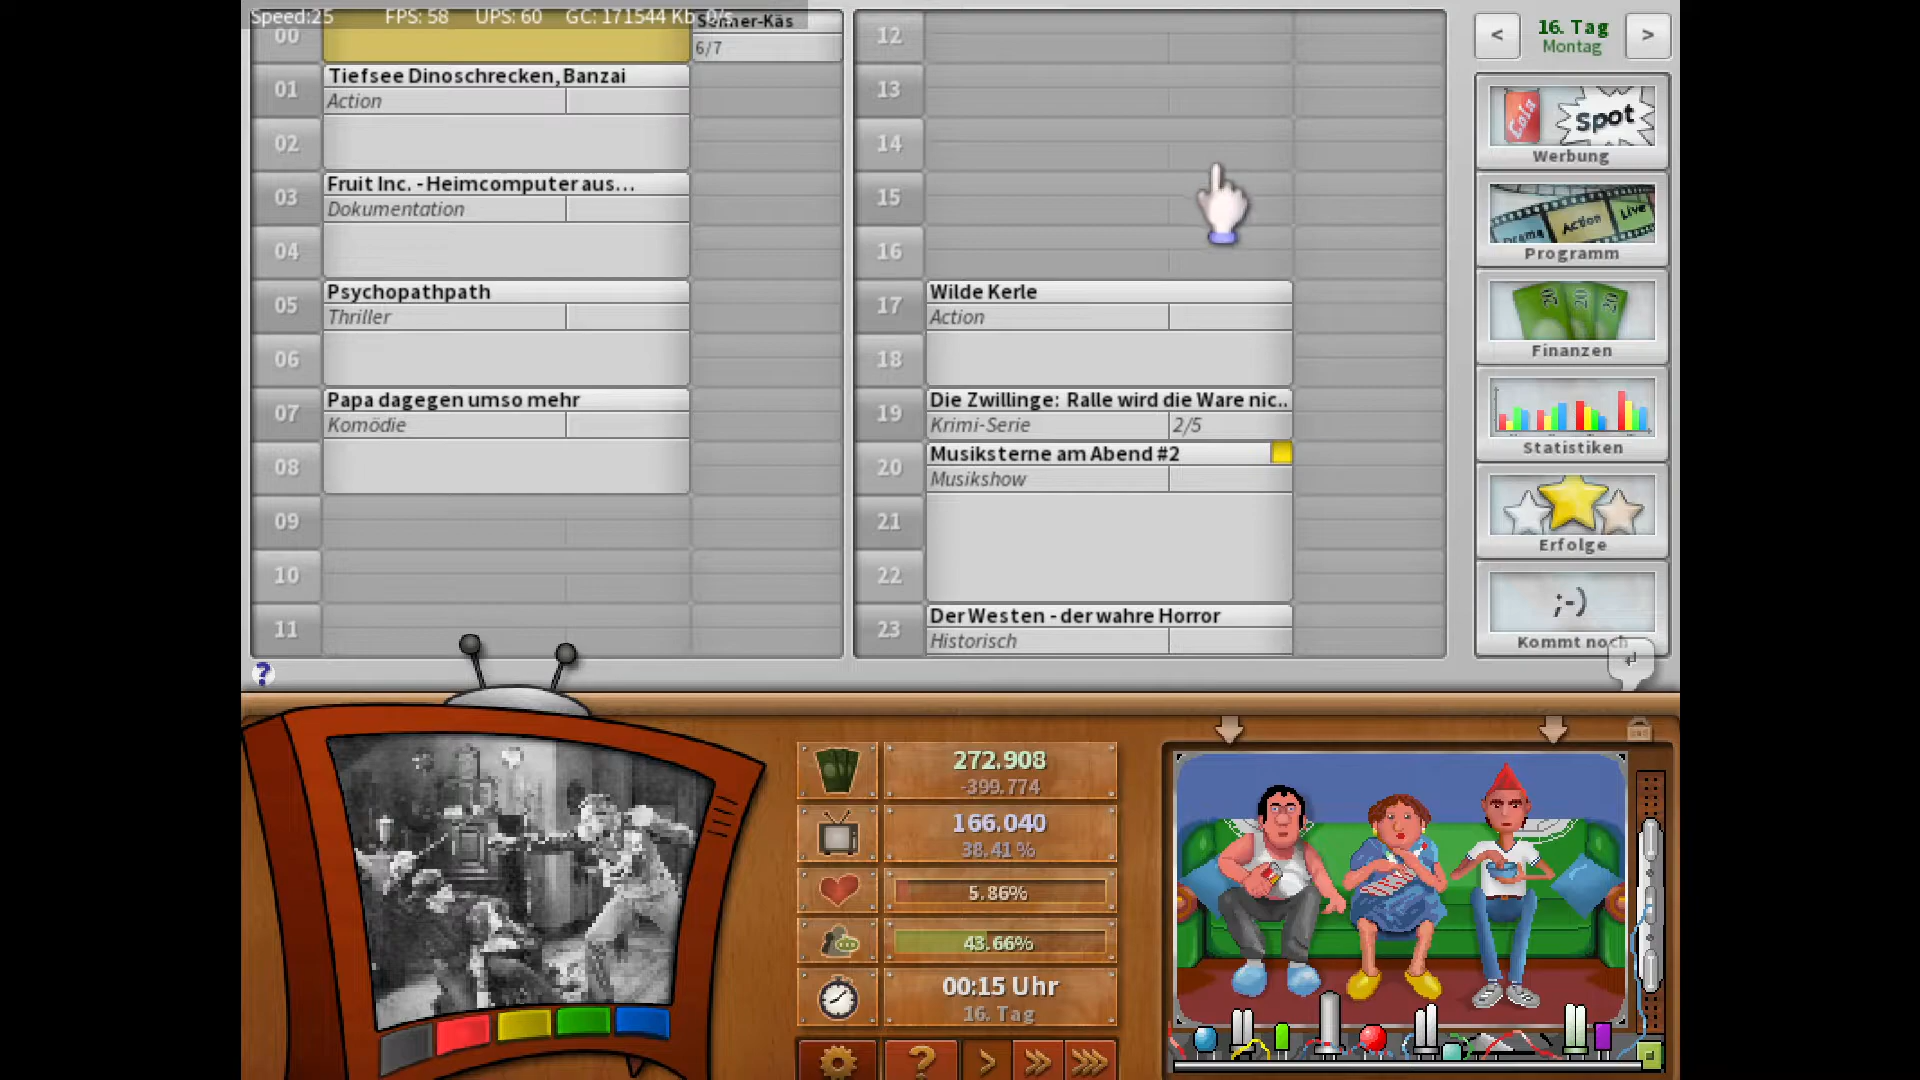 Speed:25 FPS: 58 UPS: 60 GC: 171544 Kb 0/s
00
Senner-Käs
6/7
01
Tiefsee Dinoschrecken, Banzai
Action
02
03
Fruit Inc. - Heimcomputer aus...
Dokumentation
04
05
Psychopathpath
Thriller
06
07
Papa dagegen umso mehr
Komödie
08
09
10
11
12
13
14
15
16
17
Wilde Kerle
Action
18
19
Die Zwillinge: Ralle wird die Ware nic..
Krimi-Serie 2/5
20
Musiksterne am Abend #2
Musikshow
21
22
23
Der Westen - der wahre Horror
Historisch
< 16. Tag >
Montag
Cola Spot
Werbung
Drama Action Live
Programm
20 20 20
Finanzen
Statistiken
Erfolge
;-)
Kommt noch
?
272.908
-399.774
166.040
38.41 %
5.86%
43.66%
00:15 Uhr
16. Tag
?